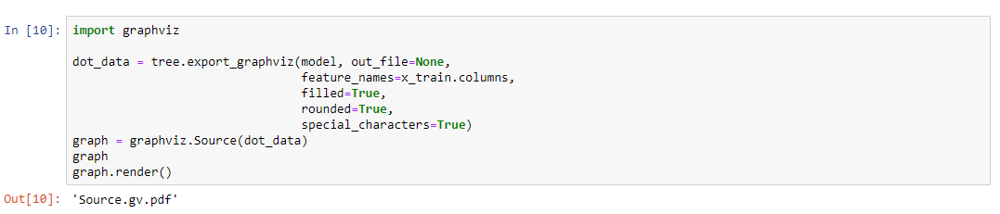 In [10]: import graphviz
dot_data = tree.export_graphviz(model, out_file=None,
feature_names=x_train.columns,
filled=True,
rounded=True,
special_characters=True)
graph = graphviz.Source(dot_data)
graph
graph.render()
Out[10]: 'Source.gv.pdf'